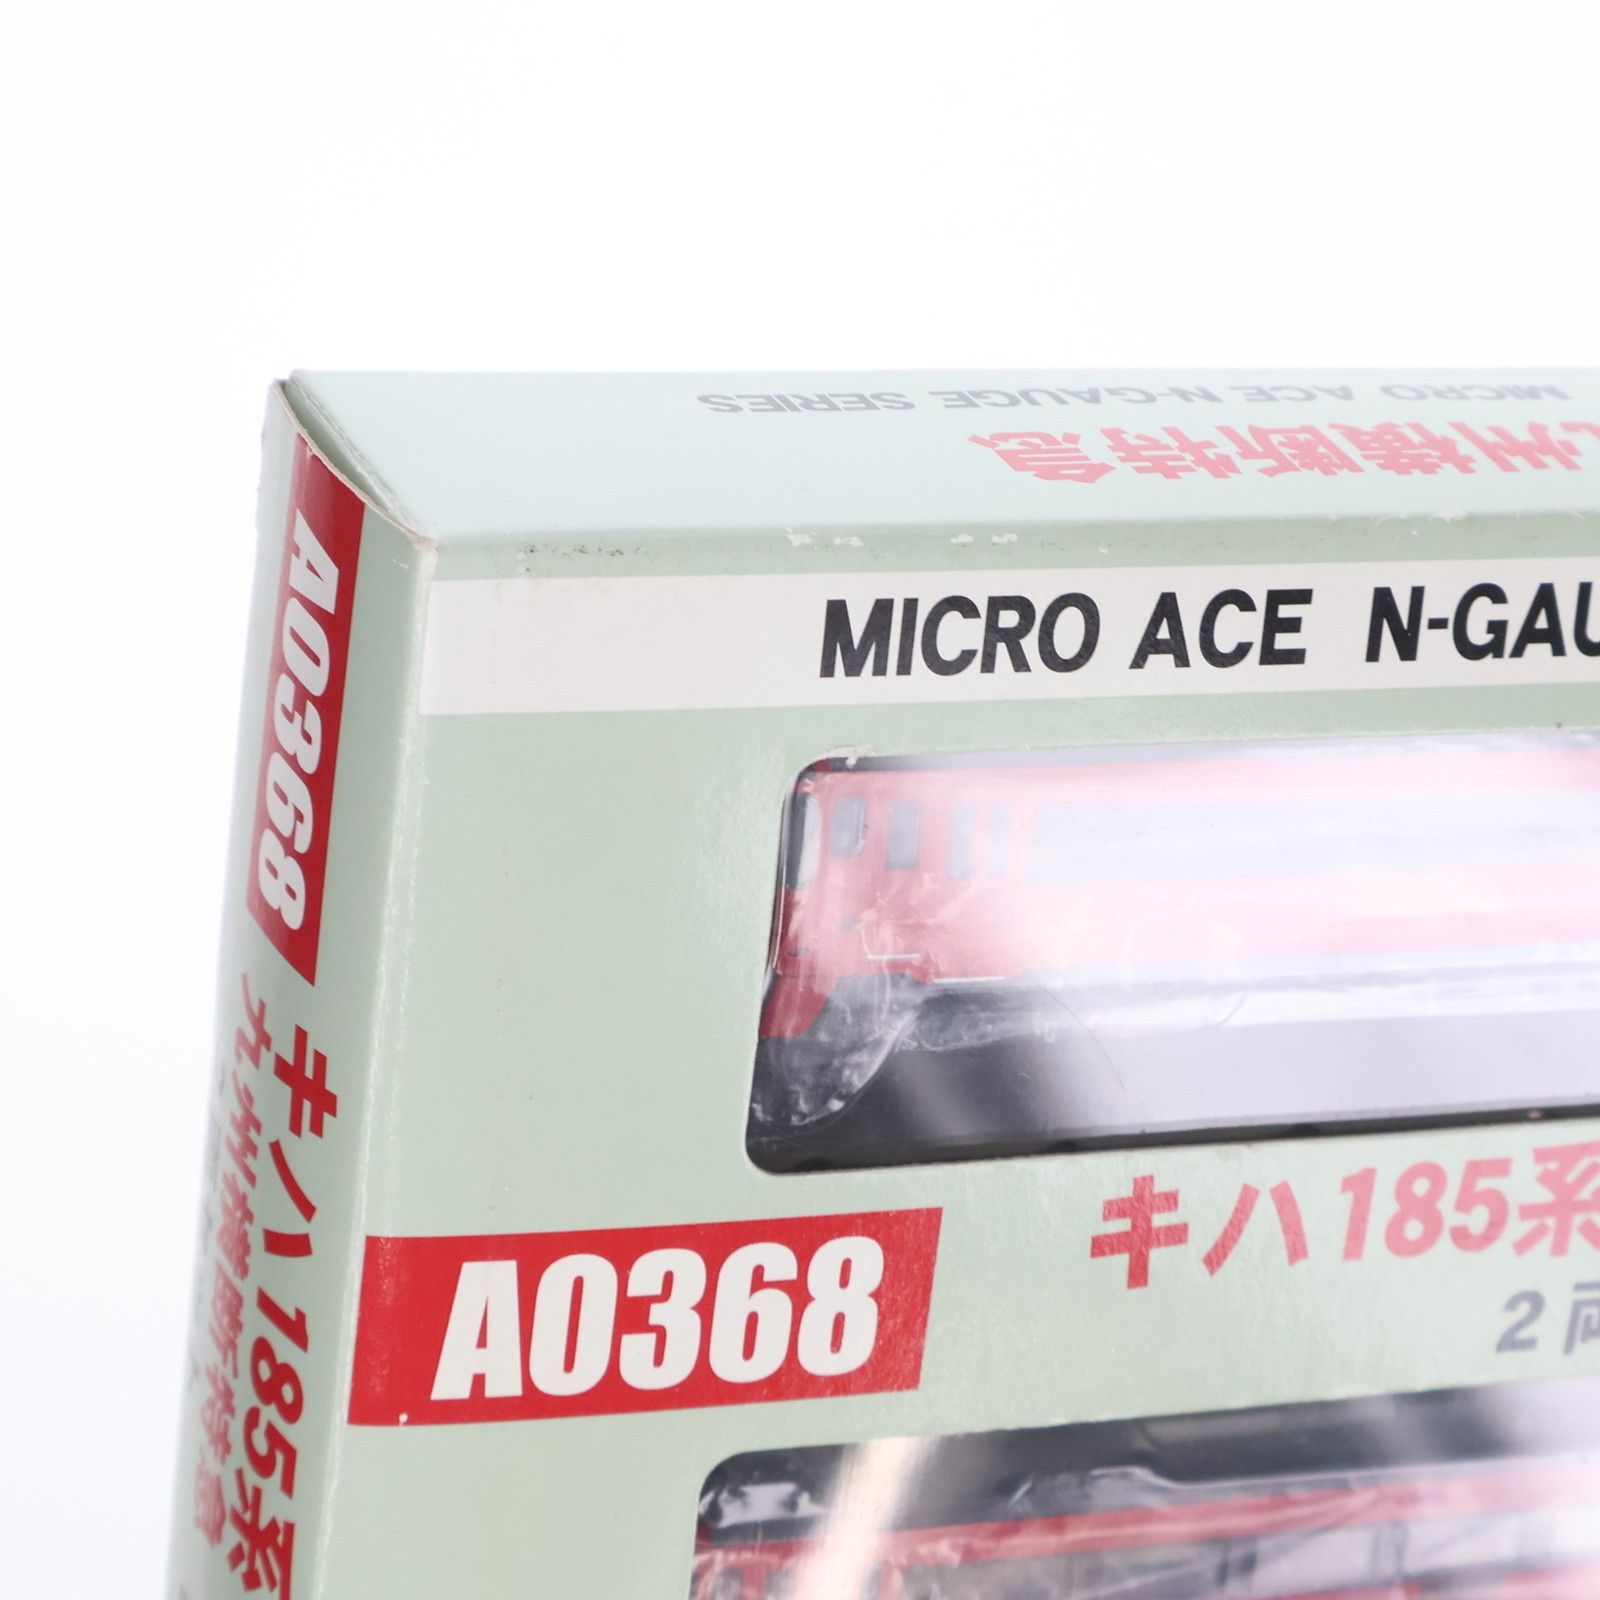 MICRO ACE N-GAUGE SERIES
州横断特急
MICRO ACE N-GAU
A0368
キハ185系
九州横断特急
キハ185系
A0368
2両